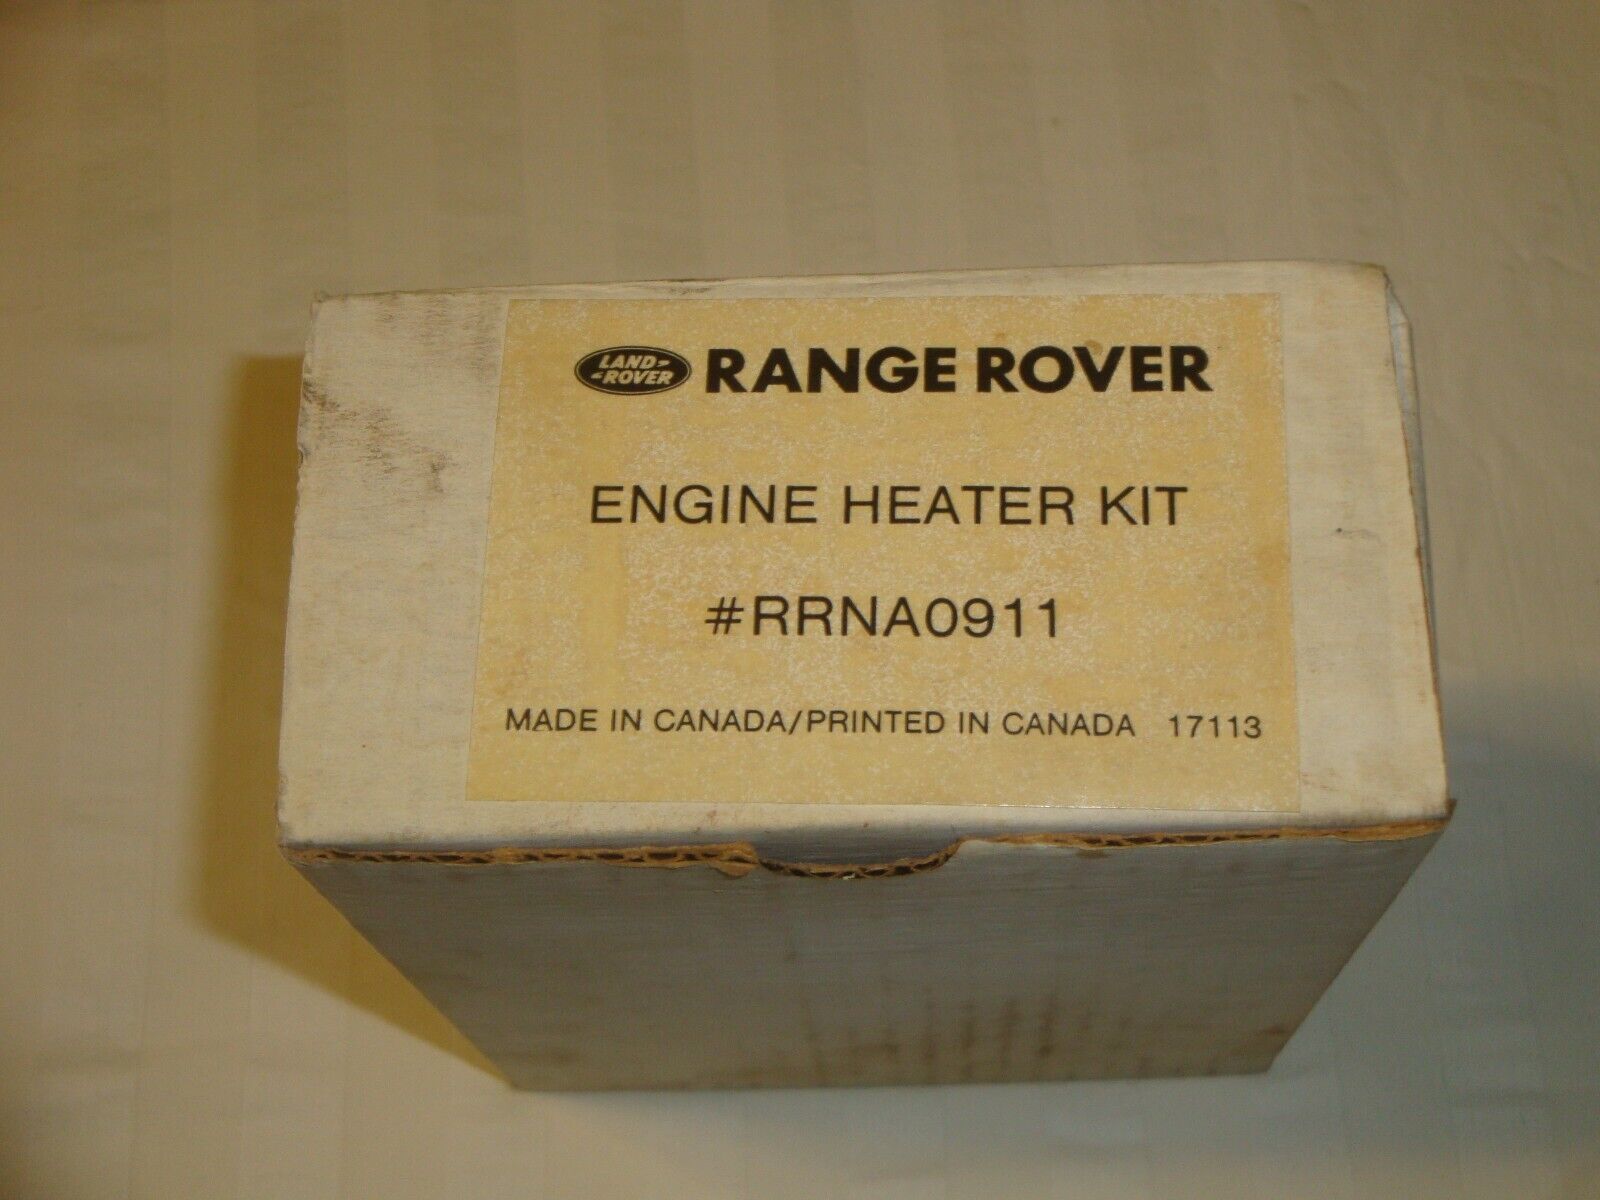 LAND ROVER RANGE ROVER
ENGINE HEATER KIT
#RRNA0911
MADE IN CANADA/PRINTED IN CANADA 17113